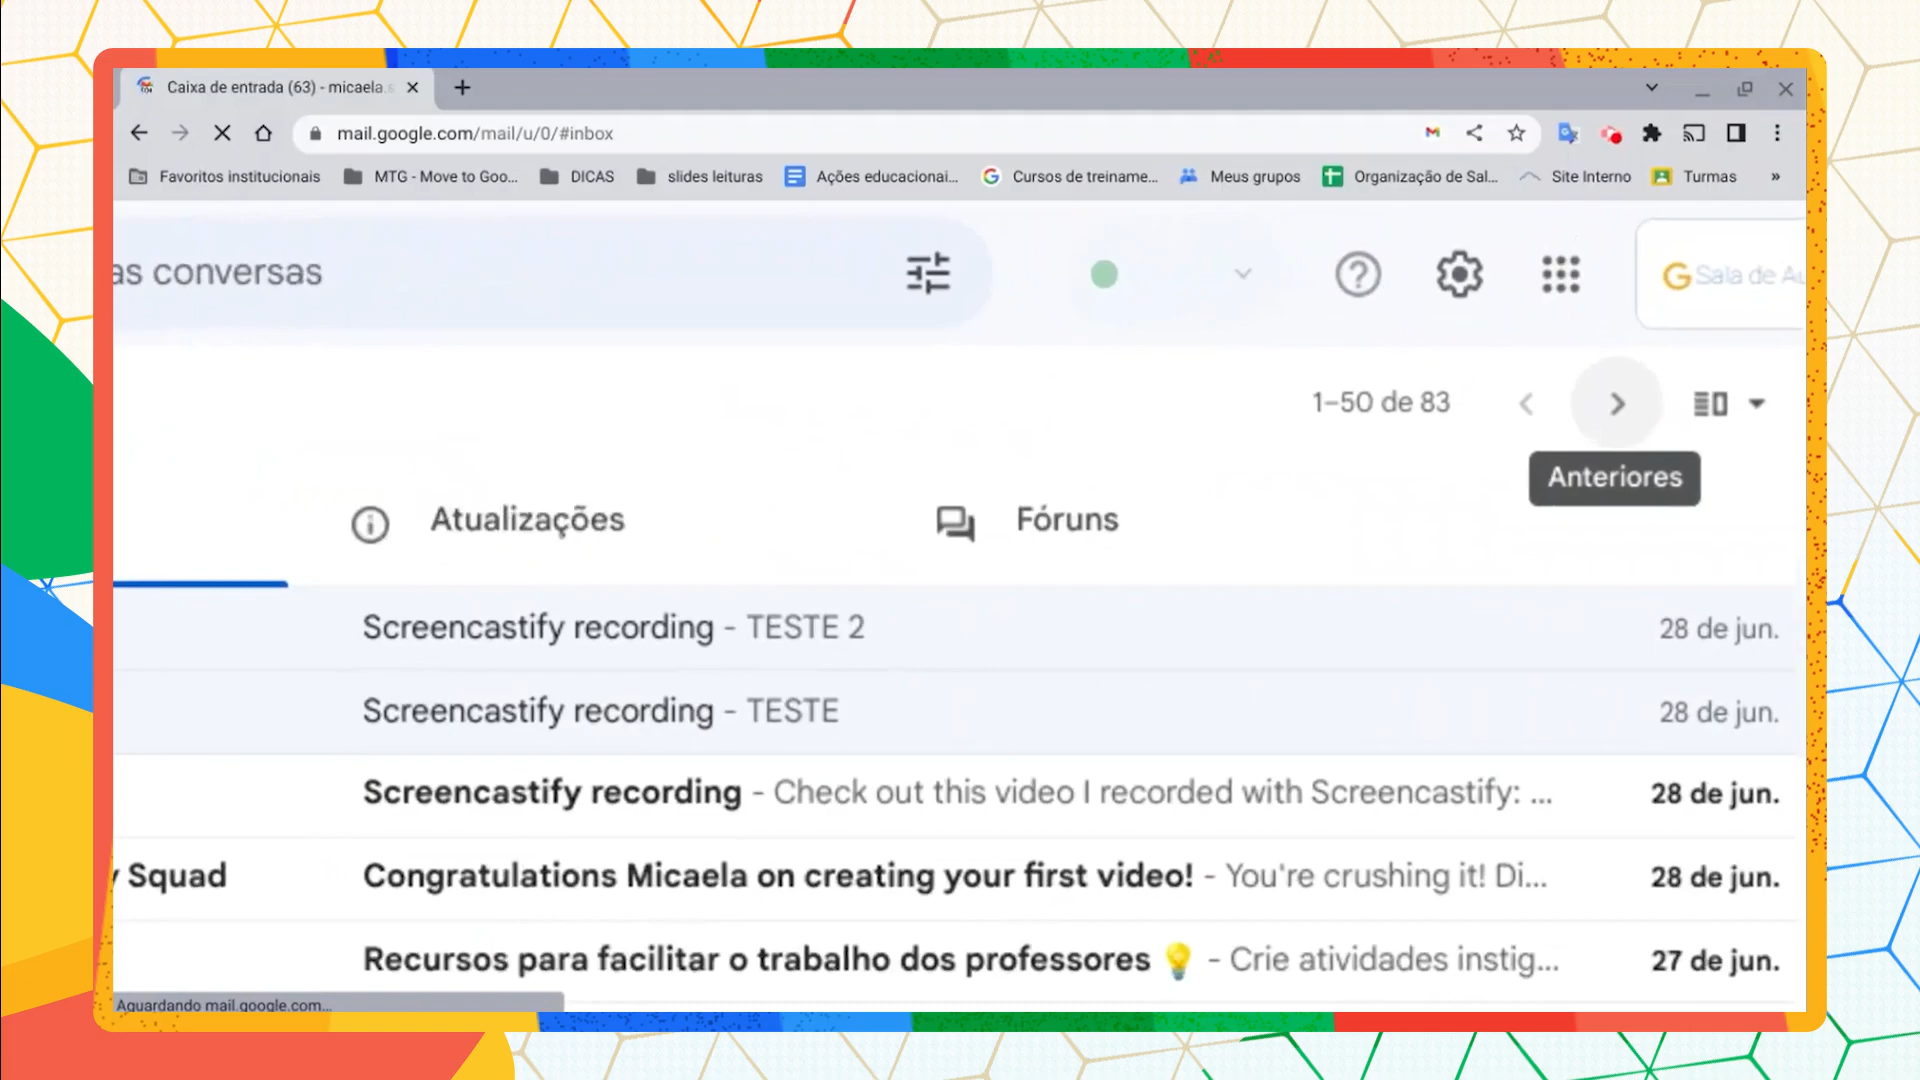 Caixa de entrada (63) - micaela.s
mail.google.com/mail/u/0/#inbox
Favoritos institucionais MTG - Move to Goo... DICAS slides leituras Ações educacionai... Cursos de treiname... Meus grupos Organização de Sal... Site Interno Turmas »
as conversas
Sala de Au
1–50 de 83
Anteriores
Atualizações Fóruns
Screencastify recording - TESTE 2 28 de jun.
Screencastify recording - TESTE 28 de jun.
Screencastify recording - Check out this video I recorded with Screencastify: ... 28 de jun.
y Squad Congratulations Micaela on creating your first video! - You're crushing it! Di... 28 de jun.
Recursos para facilitar o trabalho dos professores 💡 - Crie atividades instig... 27 de jun.
Aguardando mail.google.com...